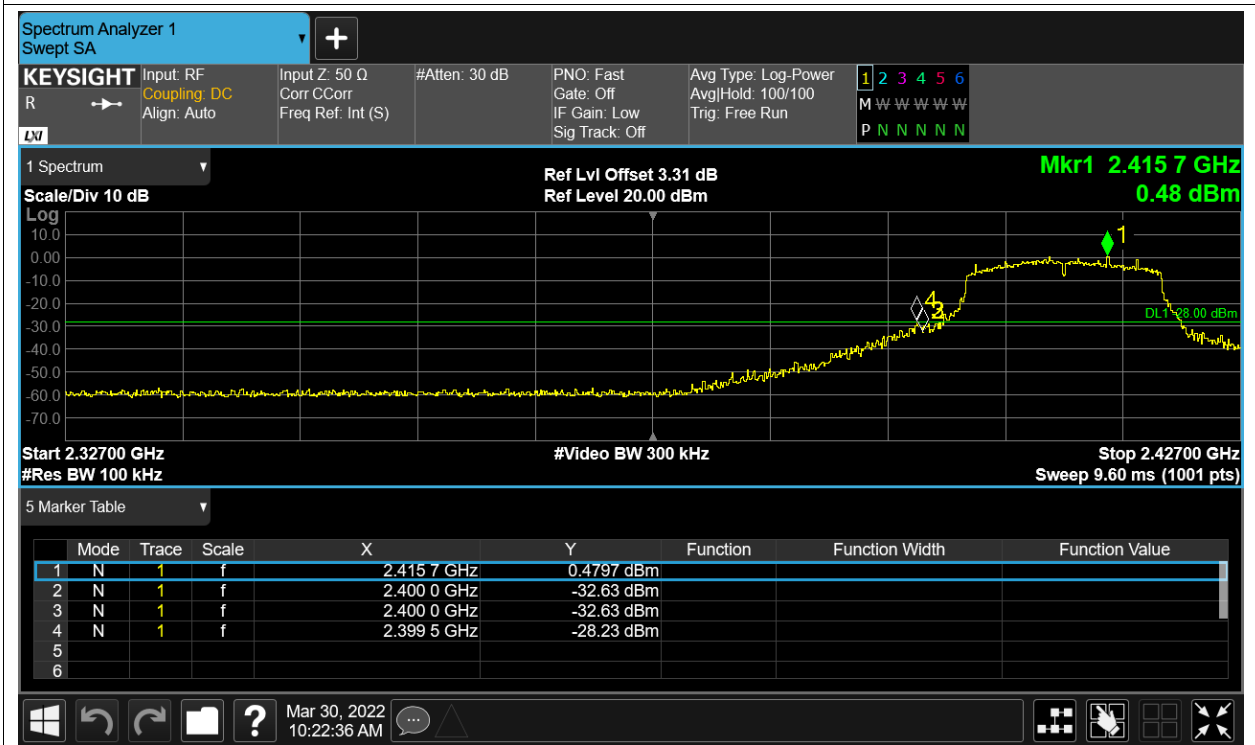 Spectrum Analyzer 1
Swept SA
+
KEYSIGHT
R
LXI
Input: RF
Coupling: DC
Align: Auto
Input Z: 50 Ω
Corr CCorr
Freq Ref: Int (S)
#Atten: 30 dB
PNO: Fast
Gate: Off
IF Gain: Low
Sig Track: Off
Avg Type: Log-Power
Avg|Hold: 100/100
Trig: Free Run
1 2 3 4 5 6
M W W W W W
P N N N N N
1 Spectrum
Scale/Div 10 dB
Ref Lvl Offset 3.31 dB
Ref Level 20.00 dBm
Mkr1 2.415 7 GHz
0.48 dBm
Log
10.0
0.00
-10.0
-20.0
-30.0
-40.0
-50.0
-60.0
-70.0
1
4
3
DL1 -28.00 dBm
Start 2.32700 GHz
#Video BW 300 kHz
Stop 2.42700 GHz
#Res BW 100 kHz
Sweep 9.60 ms (1001 pts)
5 Marker Table
Mode Trace Scale X Y Function Function Width Function Value
1 N 1 f 2.415 7 GHz 0.4797 dBm
2 N 1 f 2.400 0 GHz -32.63 dBm
3 N 1 f 2.400 0 GHz -32.63 dBm
4 N 1 f 2.399 5 GHz -28.23 dBm
5
6
?
Mar 30, 2022
10:22:36 AM